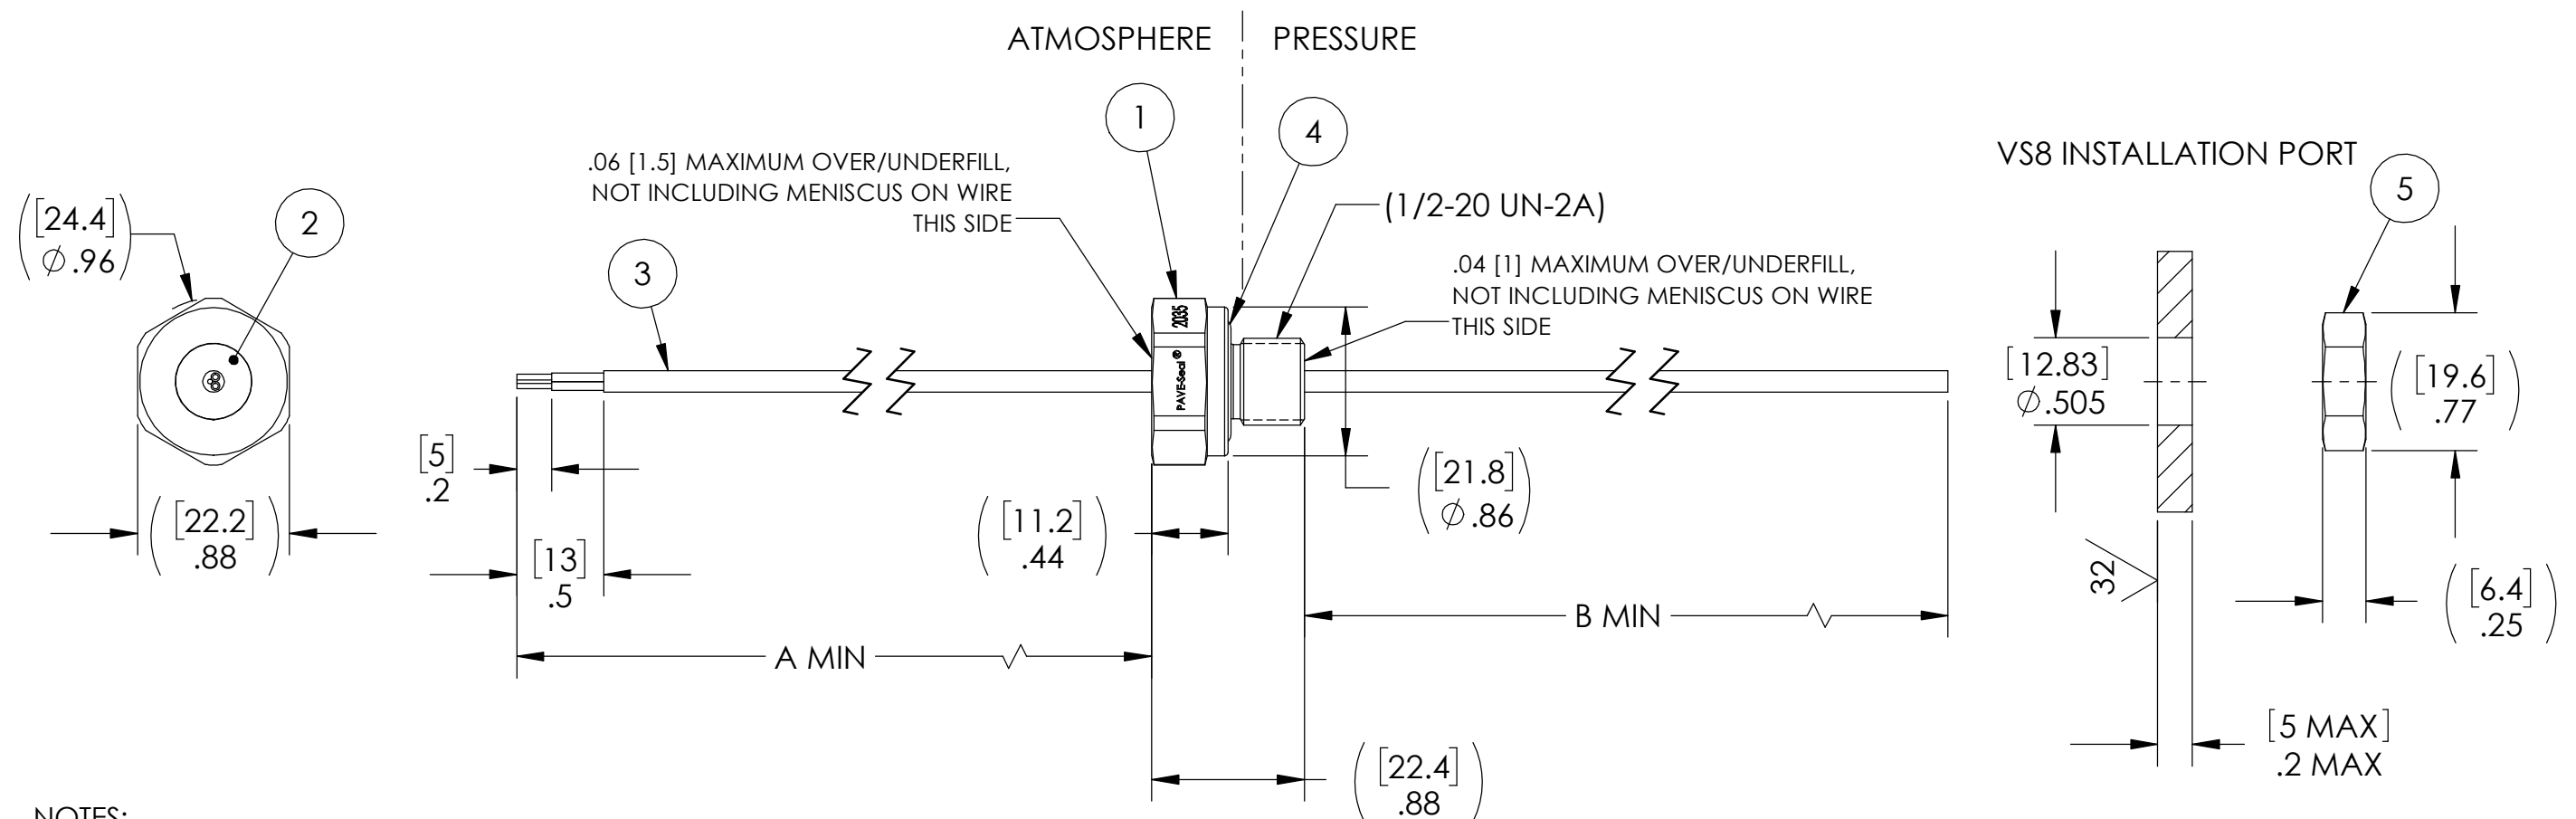 ATMOSPHERE
PRESSURE
1
4
.06 [1.5] MAXIMUM OVER/UNDERFILL,
NOT INCLUDING MENISCUS ON WIRE
THIS SIDE
VS8 INSTALLATION PORT
5
([24.4]
Ø .96)
2
3
(1/2-20 UN-2A)
.04 [1] MAXIMUM OVER/UNDERFILL,
NOT INCLUDING MENISCUS ON WIRE
THIS SIDE
2035
PAVE-Seal®
[12.83]
Ø.505
([19.6]
.77)
[5]
.2
([22.2]
.88)
([11.2]
.44)
([21.8]
Ø .86)
[13]
.5
32
([6.4]
.25)
A MIN
B MIN
[5 MAX]
.2 MAX
([22.4]
.88)
NOTES: